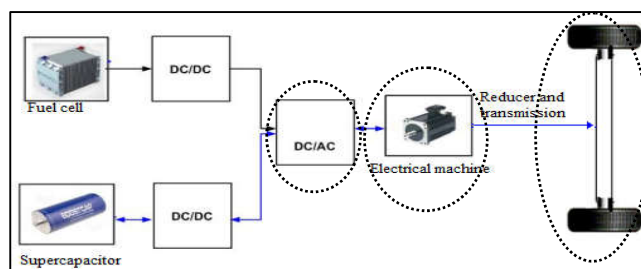 DC/DC
Fuel cell
DC/AC
Reducer and
transmission
Electrical machine
DC/DC
Supercapacitor